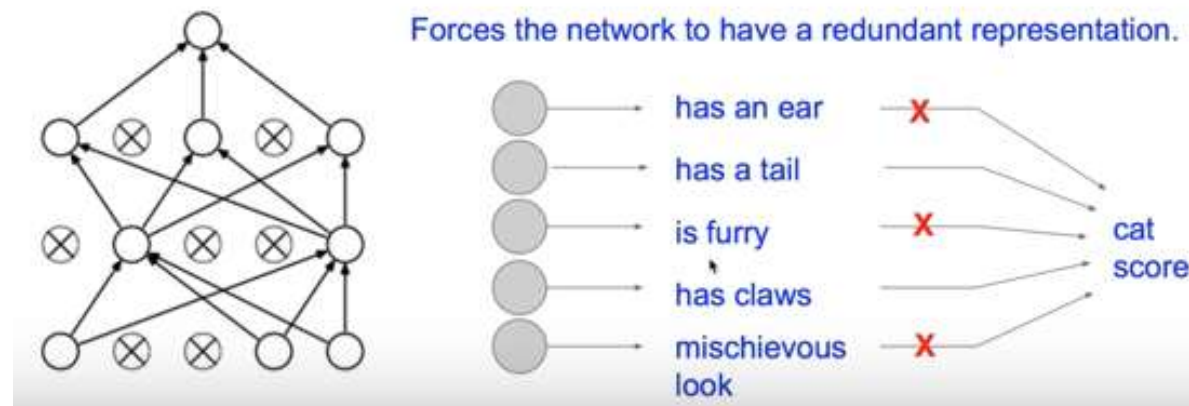 Forces the network to have a redundant representation.
has an ear
X
has a tail
is furry
X
cat
score
has claws
mischievous
X
look